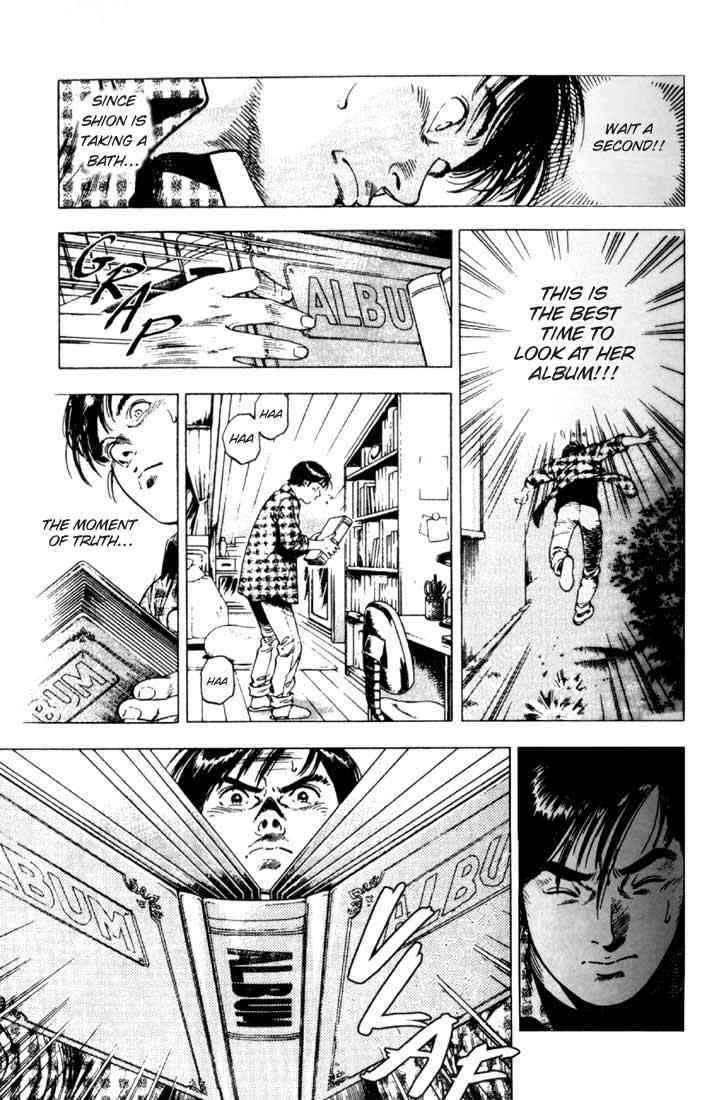 WAIT A
SECOND!!
SINCE
SHION IS
TAKING A
BATH...
THIS IS
THE BEST
TIME TO
LOOK AT HER
ALBUM!!!
GRAP
ALBU
HAA
HAA
HAA
THE MOMENT
OF TRUTH...
LBUM
VLAF
ALBUM
ALBUM
ALBUM